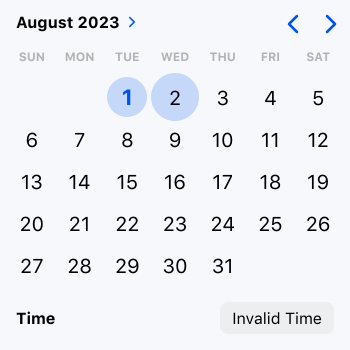 August 2023
SUN MON TUE WED THU FRI SAT
1 2 3 4 5
6 7 8 9 10 11 12
13 14 15 16 17 18 19
20 21 22 23 24 25 26
27 28 29 30 31
Time Invalid Time